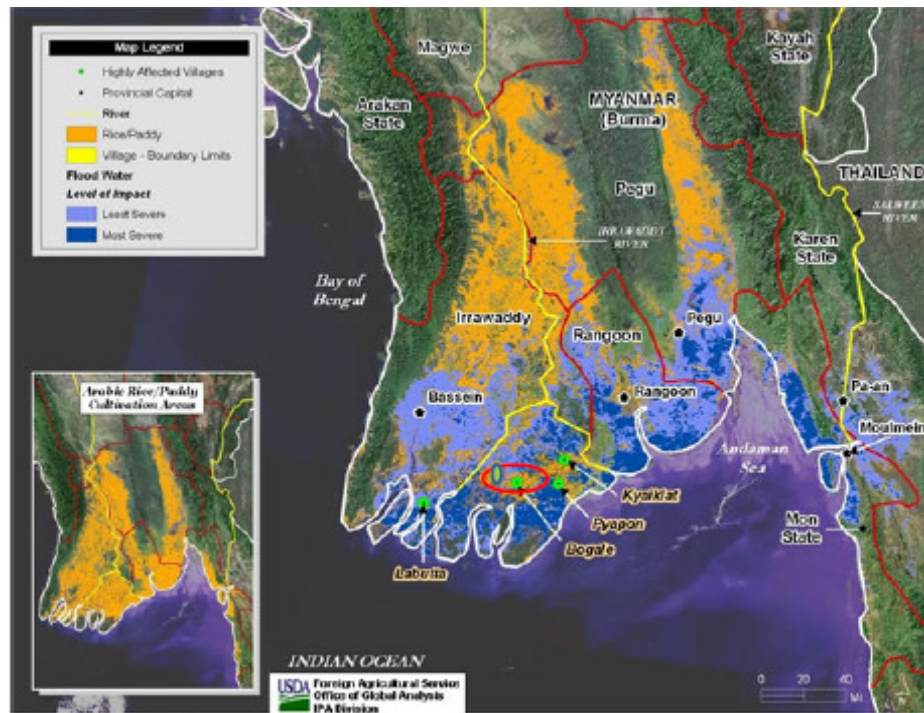 Map Legend
Highly Affected Villages
Provincial Capital
River
Rice/Paddy
Village - Boundary Limits
Flood Water
Level of Impact
Least Severe
Most Severe
Magwe
Kayah
State
Arakan
State
MYANMAR
(Burma)
THAILAND
Pegu
SALWEEN
RIVER
Karen
State
IRRAWADDY
RIVER
Bay of
Bengal
Irrawaddy
Rangoon
Pegu
Bassein
Rangoon
Pa-an
Moulmein
Andaman
Sea
Kyaiklat
Pyapon
Bogale
Labutta
Mon
State
Arable Rice/Paddy
Cultivation Areas
INDIAN OCEAN
USDA
Foreign Agricultural Service
Office of Global Analysis
IPA Division
0 20 40
Mi